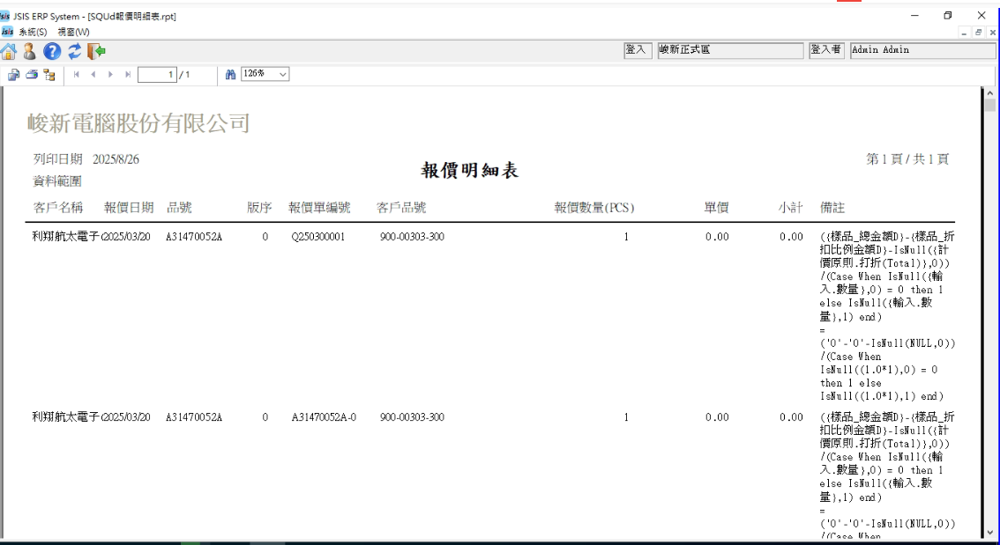 JSIS ERP System - [SQUd報價明細表.rpt]
系統(S) 視窗(W)
登入 峻新正式區 登入者 Admin Admin
1 / 1 126%
峻新電腦股份有限公司
列印日期 2025/8/26
報價明細表
第 1 頁 / 共 1 頁
資料範圍
客戶名稱 報價日期 品號 版序 報價單編號 客戶品號 報價數量(PCS) 單價 小計 備註
利翔航太電子 2025/03/20 A31470052A 0 Q250300001 900-00303-300 1 0.00 0.00 ({樣品_總金額D}-{樣品_折
扣比例金額D}-IsNull({計
價原則.打折(Total)},0))
/(Case When IsNull({輸
入.數量},0) = 0 then 1
else IsNull({輸入.數
量},1) end)
=
('0'-'0'-IsNull(NULL,0))
/(Case When
IsNull((1.0*1),0) = 0
then 1 else
IsNull((1.0*1),1) end)
利翔航太電子 2025/03/20 A31470052A 0 A31470052A-0 900-00303-300 1 0.00 0.00 ({樣品_總金額D}-{樣品_折
扣比例金額D}-IsNull({計
價原則.打折(Total)},0))
/(Case When IsNull({輸
入.數量},0) = 0 then 1
else IsNull({輸入.數
量},1) end)
=
('0'-'0'-IsNull(NULL,0))
/(Case When